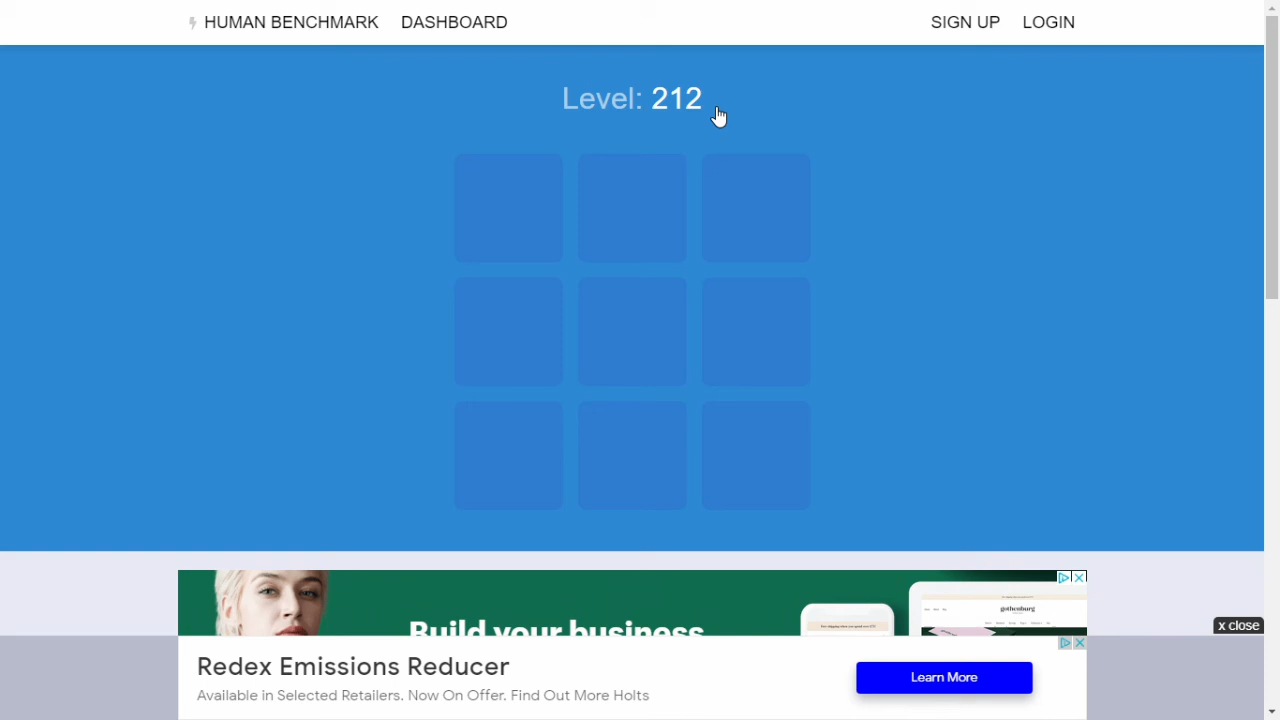 HUMAN BENCHMARK DASHBOARD SIGN UP LOGIN
Level: 212
Build your business
gothenburg
x close
Redex Emissions Reducer
Available in Selected Retailers. Now On Offer. Find Out More Holts
Learn More